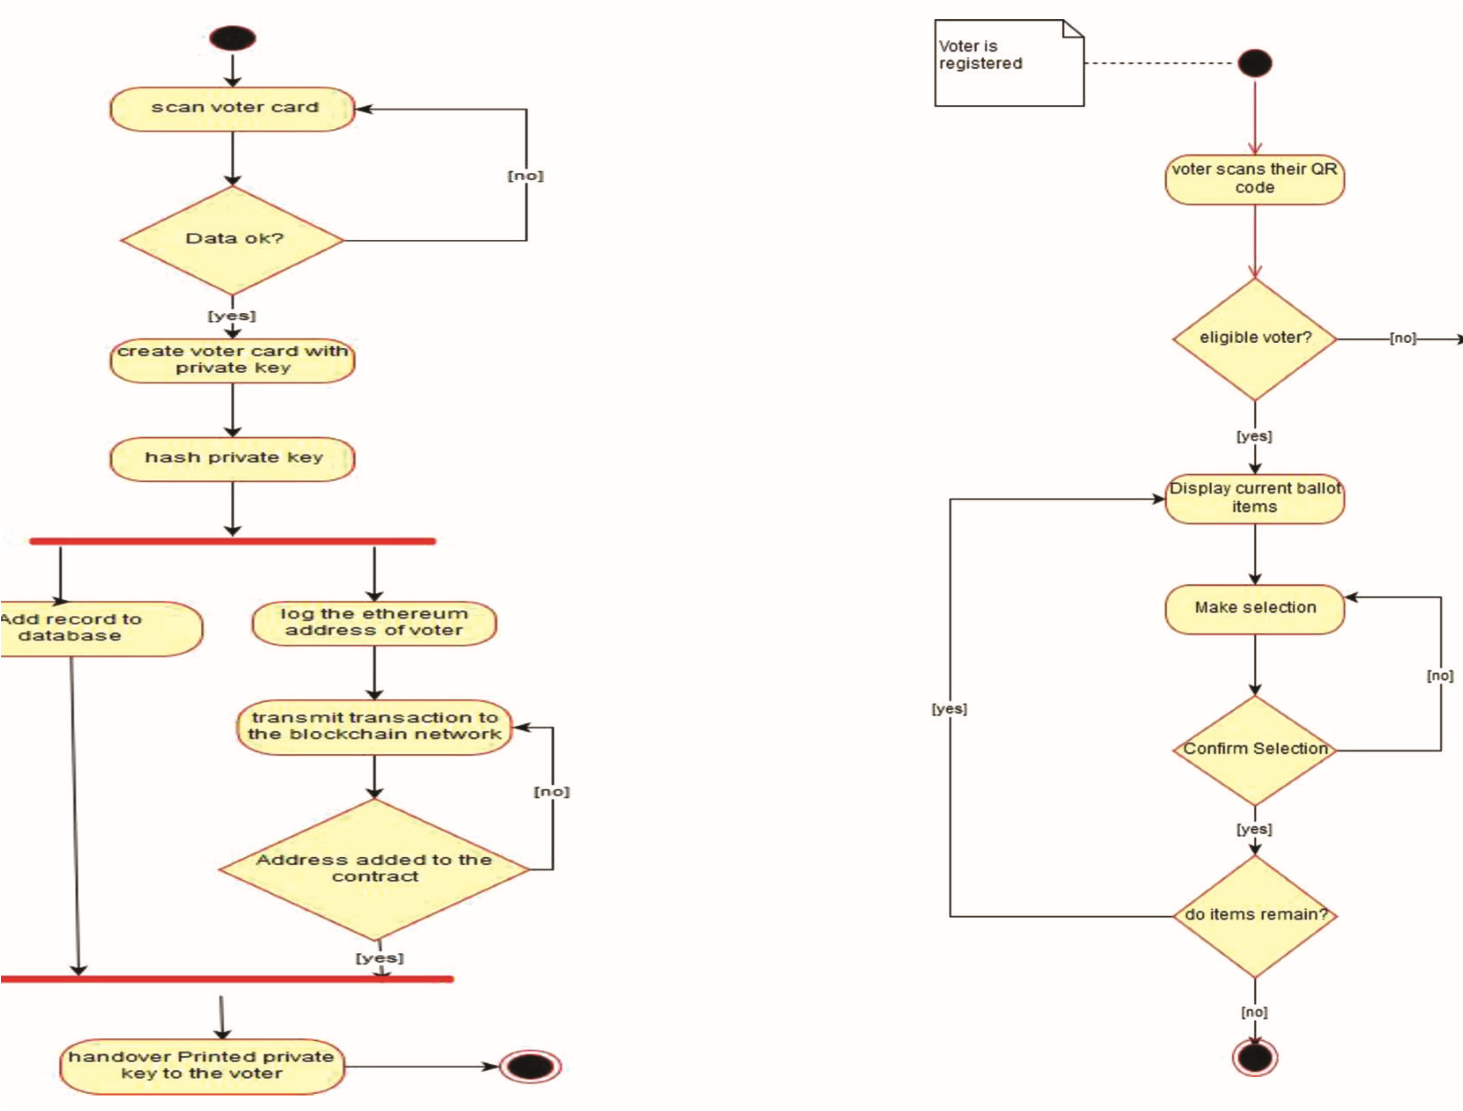 scan voter card
[no]
Data ok?
[yes]
create voter card with
private key
hash private key
Add record to
database
log the ethereum
address of voter
transmit transaction to
the blockchain network
[no]
Address added to the
contract
[yes]
handover Printed private
key to the voter
Voter is
registered
voter scans their QR
code
eligible voter?
[no]
[yes]
Display current ballot
items
Make selection
[no]
[yes]
Confirm Selection
[yes]
do items remain?
[no]